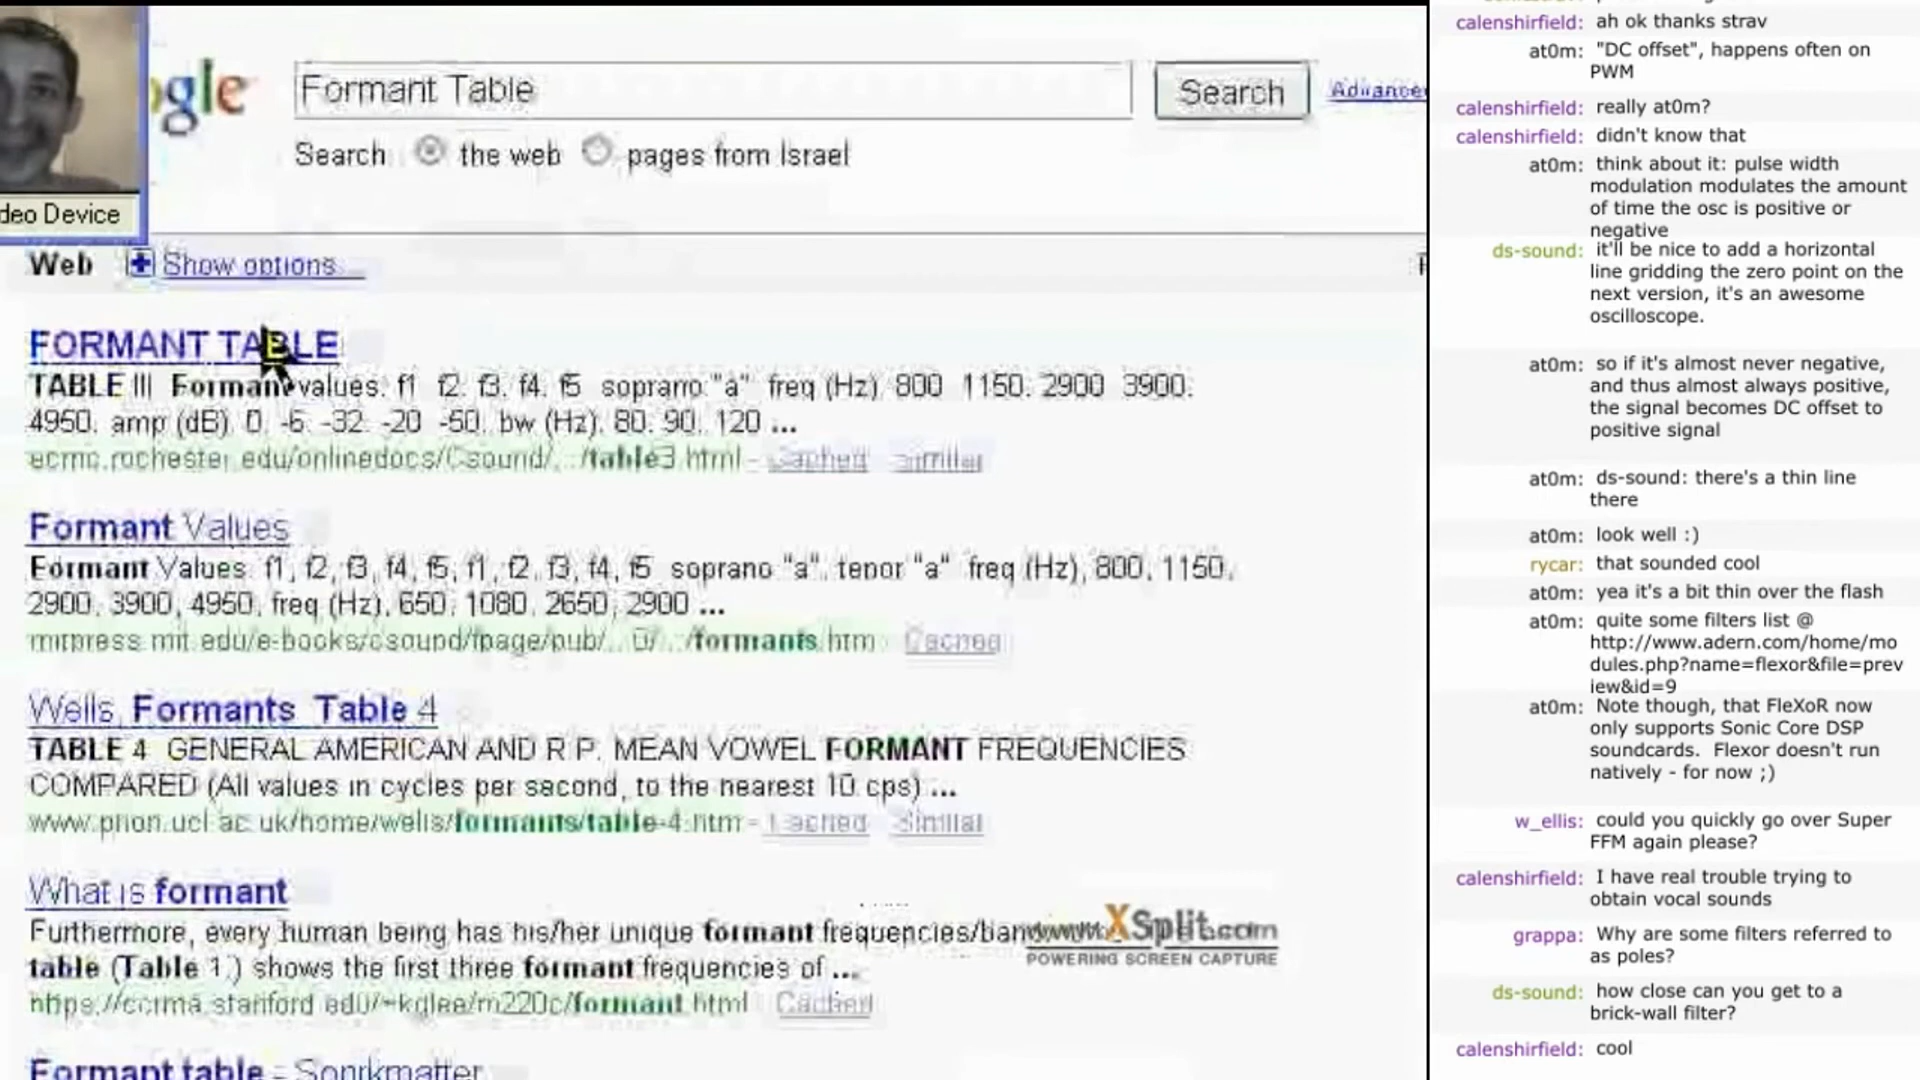 gle
Formant Table
Search
Advanced
Search: the web pages from Israel
deo Device
Web Show options...
FORMANT TABLE
TABLE III Formant values. f1 f2. f3. f4. f5 soprano "a" freq (Hz). 800 1150. 2900 3900.
4950. amp (dB) 0. -6. -32. -20 -50. bw (Hz). 80. 90. 120 ...
ecmc.rochester.edu/onlinedocs/Csound/.../table3.html - Cached Similar
Formant Values
Formant Values f1, f2, f3, f4, f5, f1, f2, f3, f4, f5 soprano "a", tenor "a" freq (Hz), 800, 1150,
2900, 3900, 4950, freq (Hz), 650, 1080, 2650, 2900 ...
mitpress.mit.edu/e-books/csound/fpage/pub/.../formants.htm Cached
Wells, Formants Table 4
TABLE 4 GENERAL AMERICAN AND R.P. MEAN VOWEL FORMANT FREQUENCIES
COMPARED (All values in cycles per second, to the nearest 10 cps) ...
www.phon.ucl.ac.uk/home/wells/formants/table-4.htm - Cached Similar
What is formant
Furthermore, every human being has his/her unique formant frequencies/
table (Table 1.) shows the first three formant frequencies of ...
https://ccrma.stanford.edu/~kglee/m220c/formant.html Cached
Formant table - Sonikmatter
www.XSplit.com
POWERING SCREEN CAPTURE
calenshirfield: ah ok thanks strav
at0m: "DC offset", happens often on
PWM
calenshirfield: really at0m?
calenshirfield: didn't know that
at0m: think about it: pulse width
modulation modulates the amount
of time the osc is positive or
negative
ds-sound: it'll be nice to add a horizontal
line gridding the zero point on the
next version, it's an awesome
oscilloscope.
at0m: so if it's almost never negative,
and thus almost always positive,
the signal becomes DC offset to
positive signal
at0m: ds-sound: there's a thin line
there
at0m: look well :)
rycar: that sounded cool
at0m: yea it's a bit thin over the flash
at0m: quite some filters list @
http://www.adern.com/home/mo
dules.php?name=flexor&file=prev
iew&id=9
at0m: Note though, that FleXoR now
only supports Sonic Core DSP
soundcards. Flexor doesn't run
natively - for now ;)
w_ellis: could you quickly go over Super
FFM again please?
calenshirfield: I have real trouble trying to
obtain vocal sounds
grappa: Why are some filters referred to
as poles?
ds-sound: how close can you get to a
brick-wall filter?
calenshirfield: cool